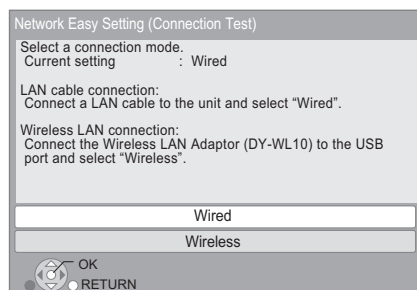 Network Easy Setting (Connection Test)
Select a connection mode.
Current setting : Wired
LAN cable connection:
Connect a LAN cable to the unit and select “Wired”.
Wireless LAN connection:
Connect the Wireless LAN Adaptor (DY-WL10) to the USB
port and select “Wireless”.
Wired
Wireless
OK
RETURN